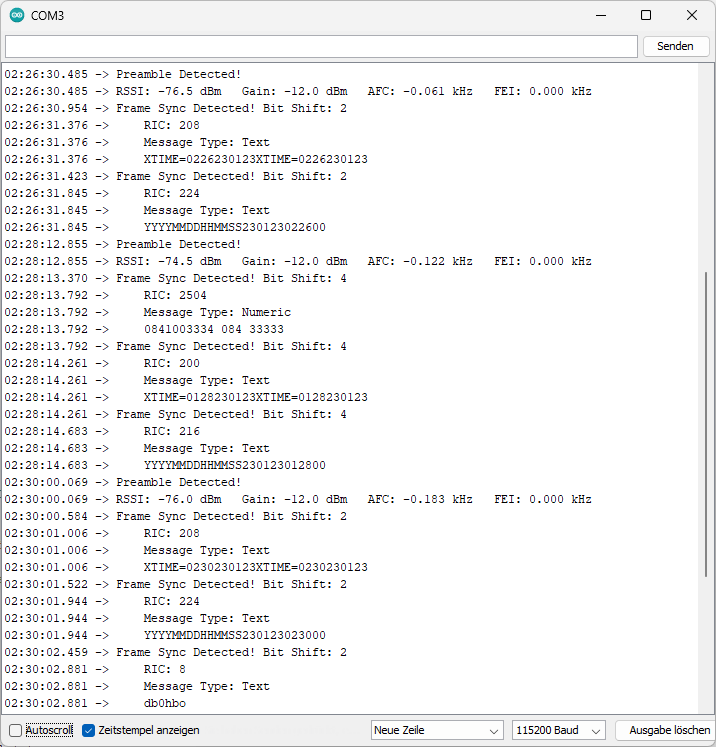 COM3
Senden
02:26:30.485 -> Preamble Detected!
02:26:30.485 -> RSSI: -76.5 dBm   Gain: -12.0 dBm   AFC: -0.061 kHz   FEI: 0.000 kHz
02:26:30.954 -> Frame Sync Detected! Bit Shift: 2
02:26:31.376 ->     RIC: 208
02:26:31.376 ->     Message Type: Text
02:26:31.376 ->     XTIME=0226230123XTIME=0226230123
02:26:31.423 -> Frame Sync Detected! Bit Shift: 2
02:26:31.845 ->     RIC: 224
02:26:31.845 ->     Message Type: Text
02:26:31.845 ->     YYYYMMDDHHMMSS230123022600
02:28:12.855 -> Preamble Detected!
02:28:12.855 -> RSSI: -74.5 dBm   Gain: -12.0 dBm   AFC: -0.122 kHz   FEI: 0.000 kHz
02:28:13.370 -> Frame Sync Detected! Bit Shift: 4
02:28:13.792 ->     RIC: 2504
02:28:13.792 ->     Message Type: Numeric
02:28:13.792 ->     0841003334 084 33333
02:28:13.792 -> Frame Sync Detected! Bit Shift: 4
02:28:14.261 ->     RIC: 200
02:28:14.261 ->     Message Type: Text
02:28:14.261 ->     XTIME=0128230123XTIME=0128230123
02:28:14.261 -> Frame Sync Detected! Bit Shift: 4
02:28:14.683 ->     RIC: 216
02:28:14.683 ->     Message Type: Text
02:28:14.683 ->     YYYYMMDDHHMMSS230123012800
02:30:00.069 -> Preamble Detected!
02:30:00.069 -> RSSI: -76.0 dBm   Gain: -12.0 dBm   AFC: -0.183 kHz   FEI: 0.000 kHz
02:30:00.584 -> Frame Sync Detected! Bit Shift: 2
02:30:01.006 ->     RIC: 208
02:30:01.006 ->     Message Type: Text
02:30:01.006 ->     XTIME=0230230123XTIME=0230230123
02:30:01.522 -> Frame Sync Detected! Bit Shift: 2
02:30:01.944 ->     RIC: 224
02:30:01.944 ->     Message Type: Text
02:30:01.944 ->     YYYYMMDDHHMMSS230123023000
02:30:02.459 -> Frame Sync Detected! Bit Shift: 2
02:30:02.881 ->     RIC: 8
02:30:02.881 ->     Message Type: Text
02:30:02.881 ->     db0hbo
Autoscroll Zeitstempel anzeigen Neue Zeile 115200 Baud Ausgabe löschen